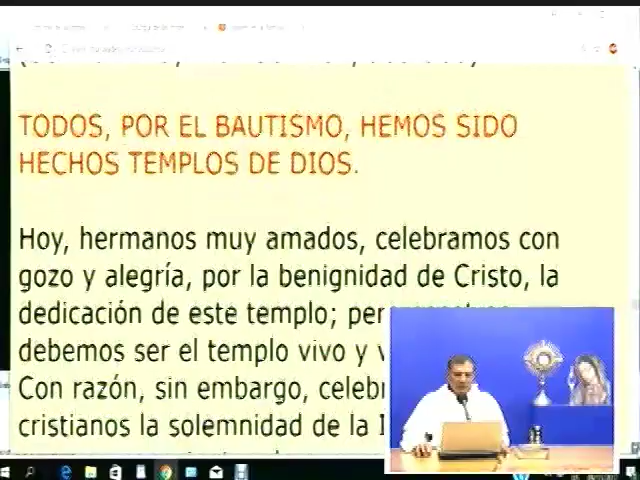 TODOS, POR EL BAUTISMO, HEMOS SIDO
HECHOS TEMPLOS DE DIOS.
Hoy, hermanos muy amados, celebramos con
gozo y alegría, por la benignidad de Cristo, la
dedicación de este templo;
debemos ser el templo vivo y
Con razón, sin embargo,
cristianos la solemnidad de la